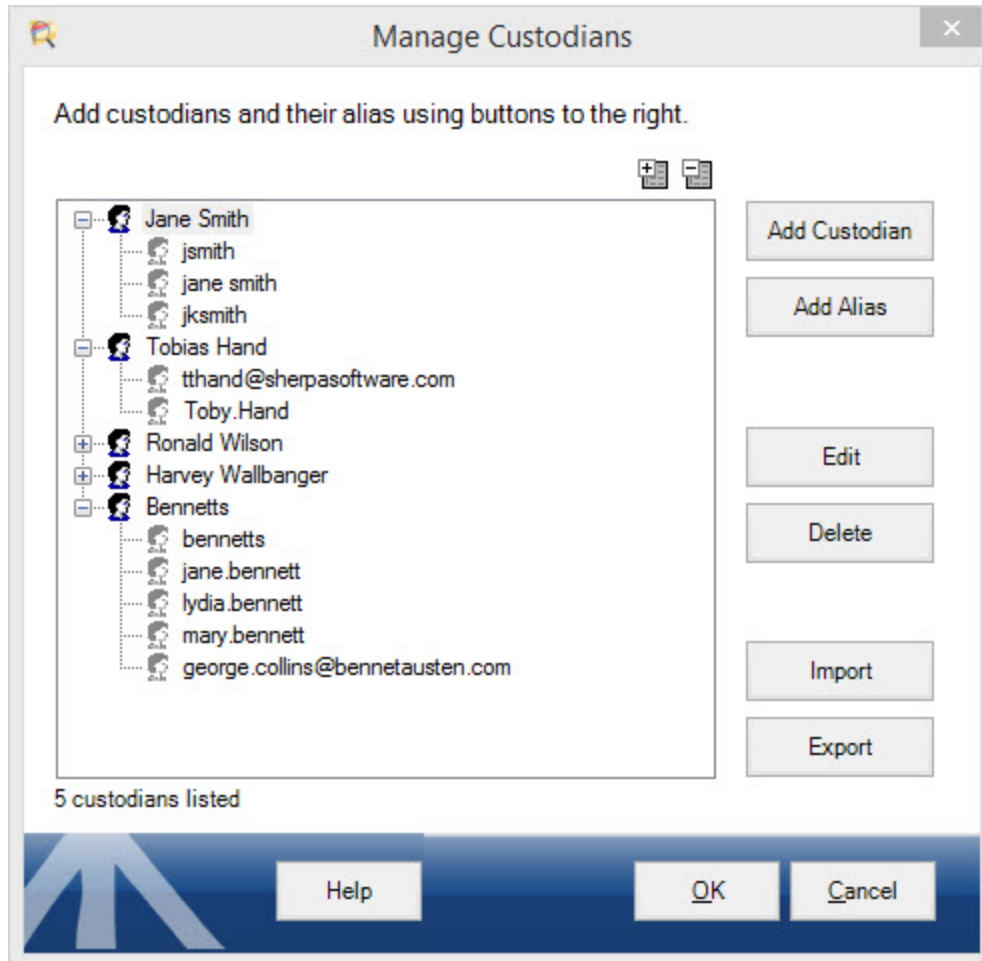 Manage Custodians
Add custodians and their alias using buttons to the right.
Jane Smith
jsmith
jane smith
jksmith
Tobias Hand
tthand@sherpasoftware.com
Toby.Hand
Ronald Wilson
Harvey Wallbanger
Bennetts
bennetts
jane.bennett
lydia.bennett
mary.bennett
george.collins@bennetausten.com
5 custodians listed
Add Custodian
Add Alias
Edit
Delete
Import
Export
Help
OK
Cancel